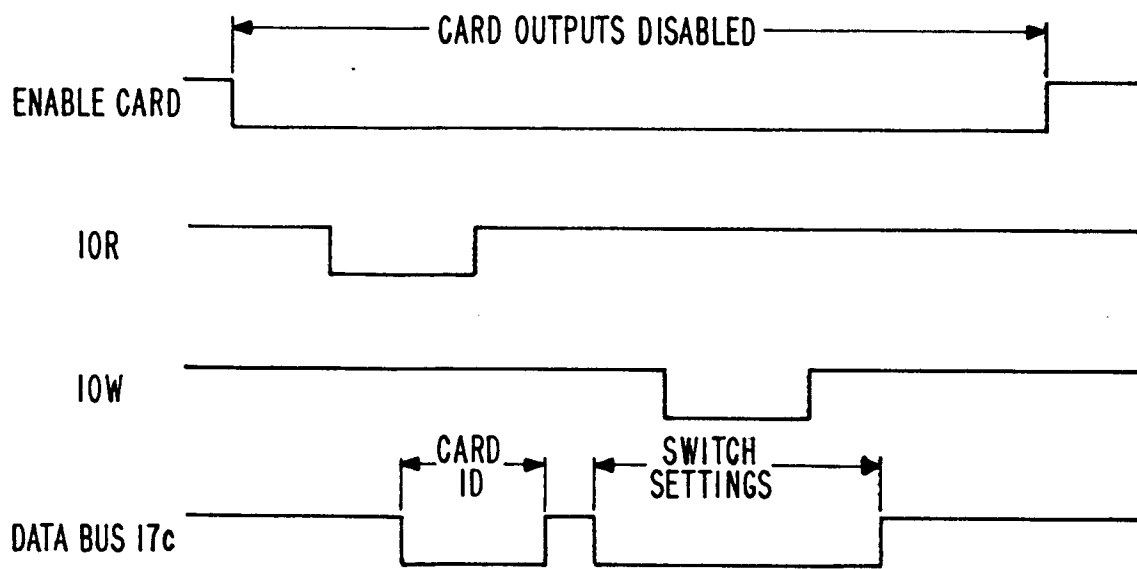 CARD OUTPUTS DISABLED
ENABLE CARD
IOR
IOW
CARD
ID
SWITCH
SETTINGS
DATA BUS 17c